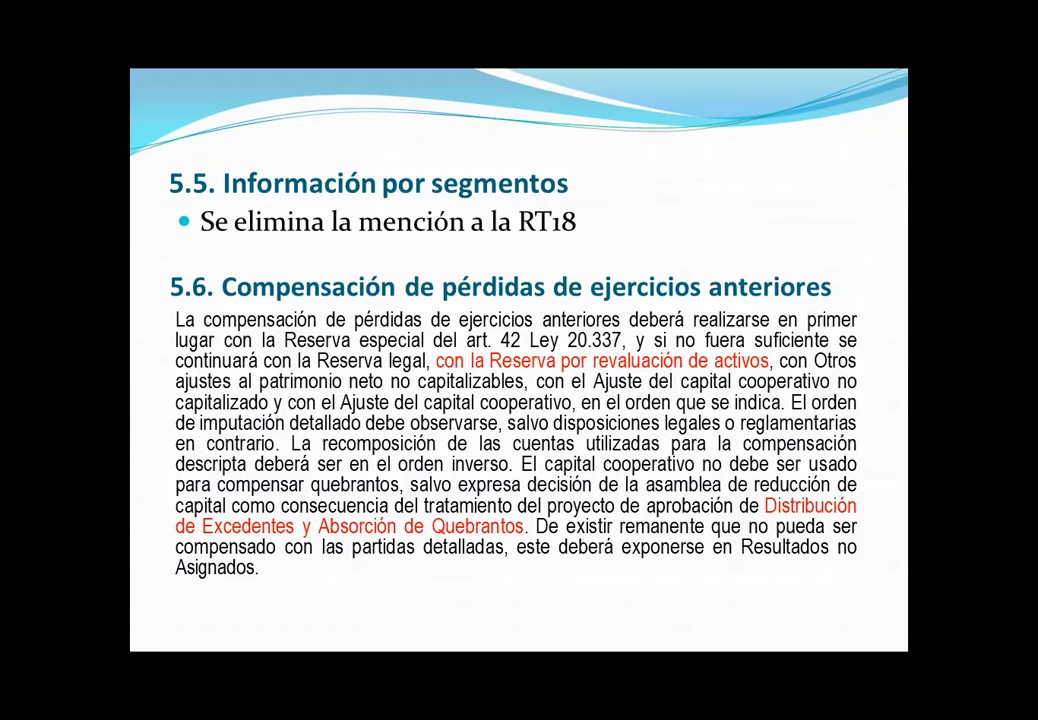 5.5. Información por segmentos
• Se elimina la mención a la RT18
5.6. Compensación de pérdidas de ejercicios anteriores
La compensación de pérdidas de ejercicios anteriores deberá realizarse en primer
lugar con la Reserva especial del art. 42 Ley 20.337, y si no fuera suficiente se
continuará con la Reserva legal, con la Reserva por revaluación de activos, con Otros
ajustes al patrimonio neto no capitalizables, con el Ajuste del capital cooperativo no
capitalizado y con el Ajuste del capital cooperativo, en el orden que se indica. El orden
de imputación detallado debe observarse, salvo disposiciones legales o reglamentarias
en contrario. La recomposición de las cuentas utilizadas para la compensación
descripta deberá ser en el orden inverso. El capital cooperativo no debe ser usado
para compensar quebrantos, salvo expresa decisión de la asamblea de reducción de
capital como consecuencia del tratamiento del proyecto de aprobación de Distribución
de Excedentes y Absorción de Quebrantos. De existir remanente que no pueda ser
compensado con las partidas detalladas, este deberá exponerse en Resultados no
Asignados.